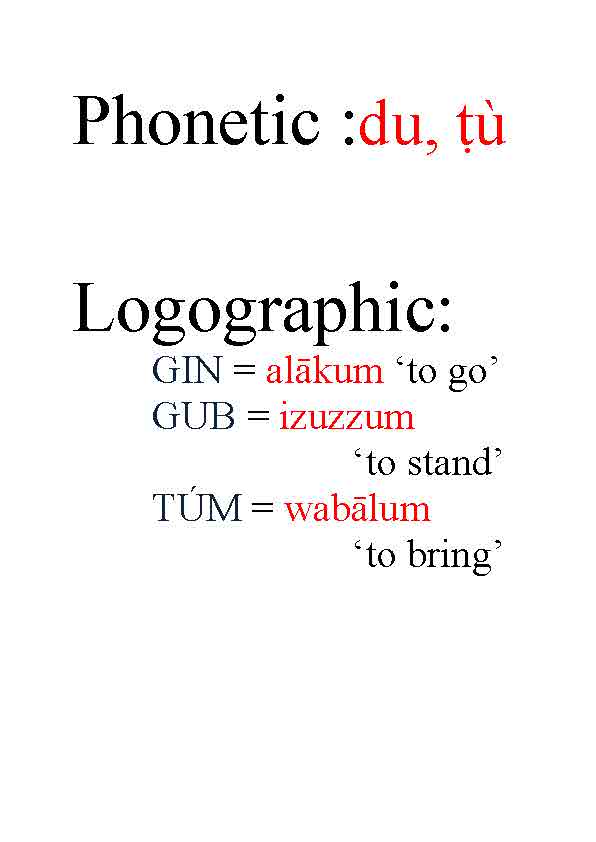 Phonetic :du, ṭù
Logographic:
GIN = alākum ‘to go’
GUB = izuzzum
‘to stand’
TÚM = wabālum
‘to bring’